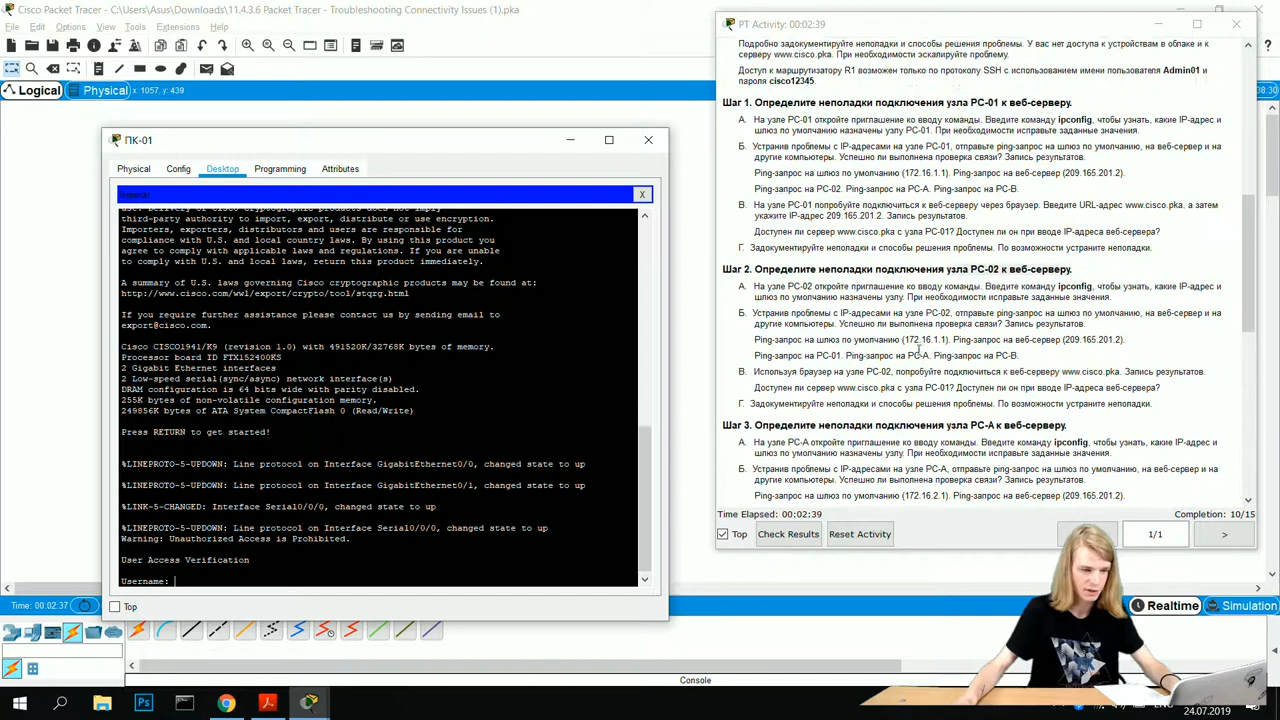 Cisco Packet Tracer - C:\Users\Asus\Downloads\11.4.3.6 Packet Tracer - Troubleshooting Connectivity Issues (1).pka
File Edit Options View Tools Extensions Help
Logical Physical x: 1057, y: 439
38:30
ПК-01
Physical Config Desktop Programming Attributes
X
third-party authority to import, export, distribute or use encryption.
Importers, exporters, distributors and users are responsible for
compliance with U.S. and local country laws. By using this product you
agree to comply with applicable laws and regulations. If you are unable
to comply with U.S. and local laws, return this product immediately.
A summary of U.S. laws governing Cisco cryptographic products may be found at:
http://www.cisco.com/wwl/export/crypto/tool/stqrg.html
If you require further assistance please contact us by sending email to
export@cisco.com.
Cisco CISCO1941/K9 (revision 1.0) with 491520K/32768K bytes of memory.
Processor board ID FTX152400KS
2 Gigabit Ethernet interfaces
2 Low-speed serial(sync/async) network interface(s)
DRAM configuration is 64 bits wide with parity disabled.
255K bytes of non-volatile configuration memory.
249856K bytes of ATA System CompactFlash 0 (Read/Write)
Press RETURN to get started!
%LINEPROTO-5-UPDOWN: Line protocol on Interface GigabitEthernet0/0, changed state to up
%LINEPROTO-5-UPDOWN: Line protocol on Interface GigabitEthernet0/1, changed state to up
%LINK-5-CHANGED: Interface Serial0/0/0, changed state to up
%LINEPROTO-5-UPDOWN: Line protocol on Interface Serial0/0/0, changed state to up
Warning: Unauthorized Access is Prohibited.
User Access Verification
Username:
Top
PT Activity: 00:02:39
Подробно задокументируйте неполадки и способы решения проблемы. У вас нет доступа к устройствам в облаке и к
серверу www.cisco.pka. При необходимости эскалируйте проблему.
Доступ к маршрутизатору R1 возможен только по протоколу SSH с использованием имени пользователя Admin01 и
пароля cisco12345.
Шаг 1. Определите неполадки подключения узла PC-01 к веб-серверу.
А. На узле PC-01 откройте приглашение ко вводу команды. Введите команду ipconfig, чтобы узнать, какие IP-адрес и
шлюз по умолчанию назначены узлу PC-01. При необходимости исправьте заданные значения.
Б. Устранив проблемы с IP-адресами на узле PC-01, отправьте ping-запрос на шлюз по умолчанию, на веб-сервер и на
другие компьютеры. Успешно ли выполнена проверка связи? Запись результатов.
Ping-запрос на шлюз по умолчанию (172.16.1.1). Ping-запрос на веб-сервер (209.165.201.2).
Ping-запрос на PC-02. Ping-запрос на PC-A. Ping-запрос на PC-B.
В. На узле PC-01 попробуйте подключиться к веб-серверу через браузер. Введите URL-адрес www.cisco.pka, а затем
укажите IP-адрес 209.165.201.2. Запись результатов.
Доступен ли сервер www.cisco.pka с узла PC-01? Доступен ли он при вводе IP-адреса веб-сервера?
Г. Задокументируйте неполадки и способы решения проблемы. По возможности устраните неполадки.
Шаг 2. Определите неполадки подключения узла PC-02 к веб-серверу.
А. На узле PC-02 откройте приглашение ко вводу команды. Введите команду ipconfig, чтобы узнать, какие IP-адрес и
шлюз по умолчанию назначены узлу. При необходимости исправьте заданные значения.
Б. Устранив проблемы с IP-адресами на узле PC-02, отправьте ping-запрос на шлюз по умолчанию, на веб-сервер и на
другие компьютеры. Успешно ли выполнена проверка связи? Запись результатов.
Ping-запрос на шлюз по умолчанию (172.16.1.1). Ping-запрос на веб-сервер (209.165.201.2).
Ping-запрос на PC-01. Ping-запрос на PC-A. Ping-запрос на PC-B.
В. Используя браузер на узле PC-02, попробуйте подключиться к веб-серверу www.cisco.pka. Запись результатов.
Доступен ли сервер www.cisco.pka с узла PC-01? Доступен ли он при вводе IP-адреса веб-сервера?
Г. Задокументируйте неполадки и способы решения проблемы. По возможности устраните неполадки.
Шаг 3. Определите неполадки подключения узла PC-A к веб-серверу.
А. На узле PC-A откройте приглашение ко вводу команды. Введите команду ipconfig, чтобы узнать, какие IP-адрес и
шлюз по умолчанию назначены узлу. При необходимости исправьте заданные значения.
Б. Устранив проблемы с IP-адресами на узле PC-A, отправьте ping-запрос на шлюз по умолчанию, на веб-сервер и на
другие компьютеры. Успешно ли выполнена проверка связи? Запись результатов.
Ping-запрос на шлюз по умолчанию (172.16.2.1). Ping-запрос на веб-сервер (209.165.201.2).
Time Elapsed: 00:02:39 Completion: 10/15
Top Check Results Reset Activity 1/1 >
Time: 00:02:37 Realtime Simulation
Console
Ps
24.07.2019